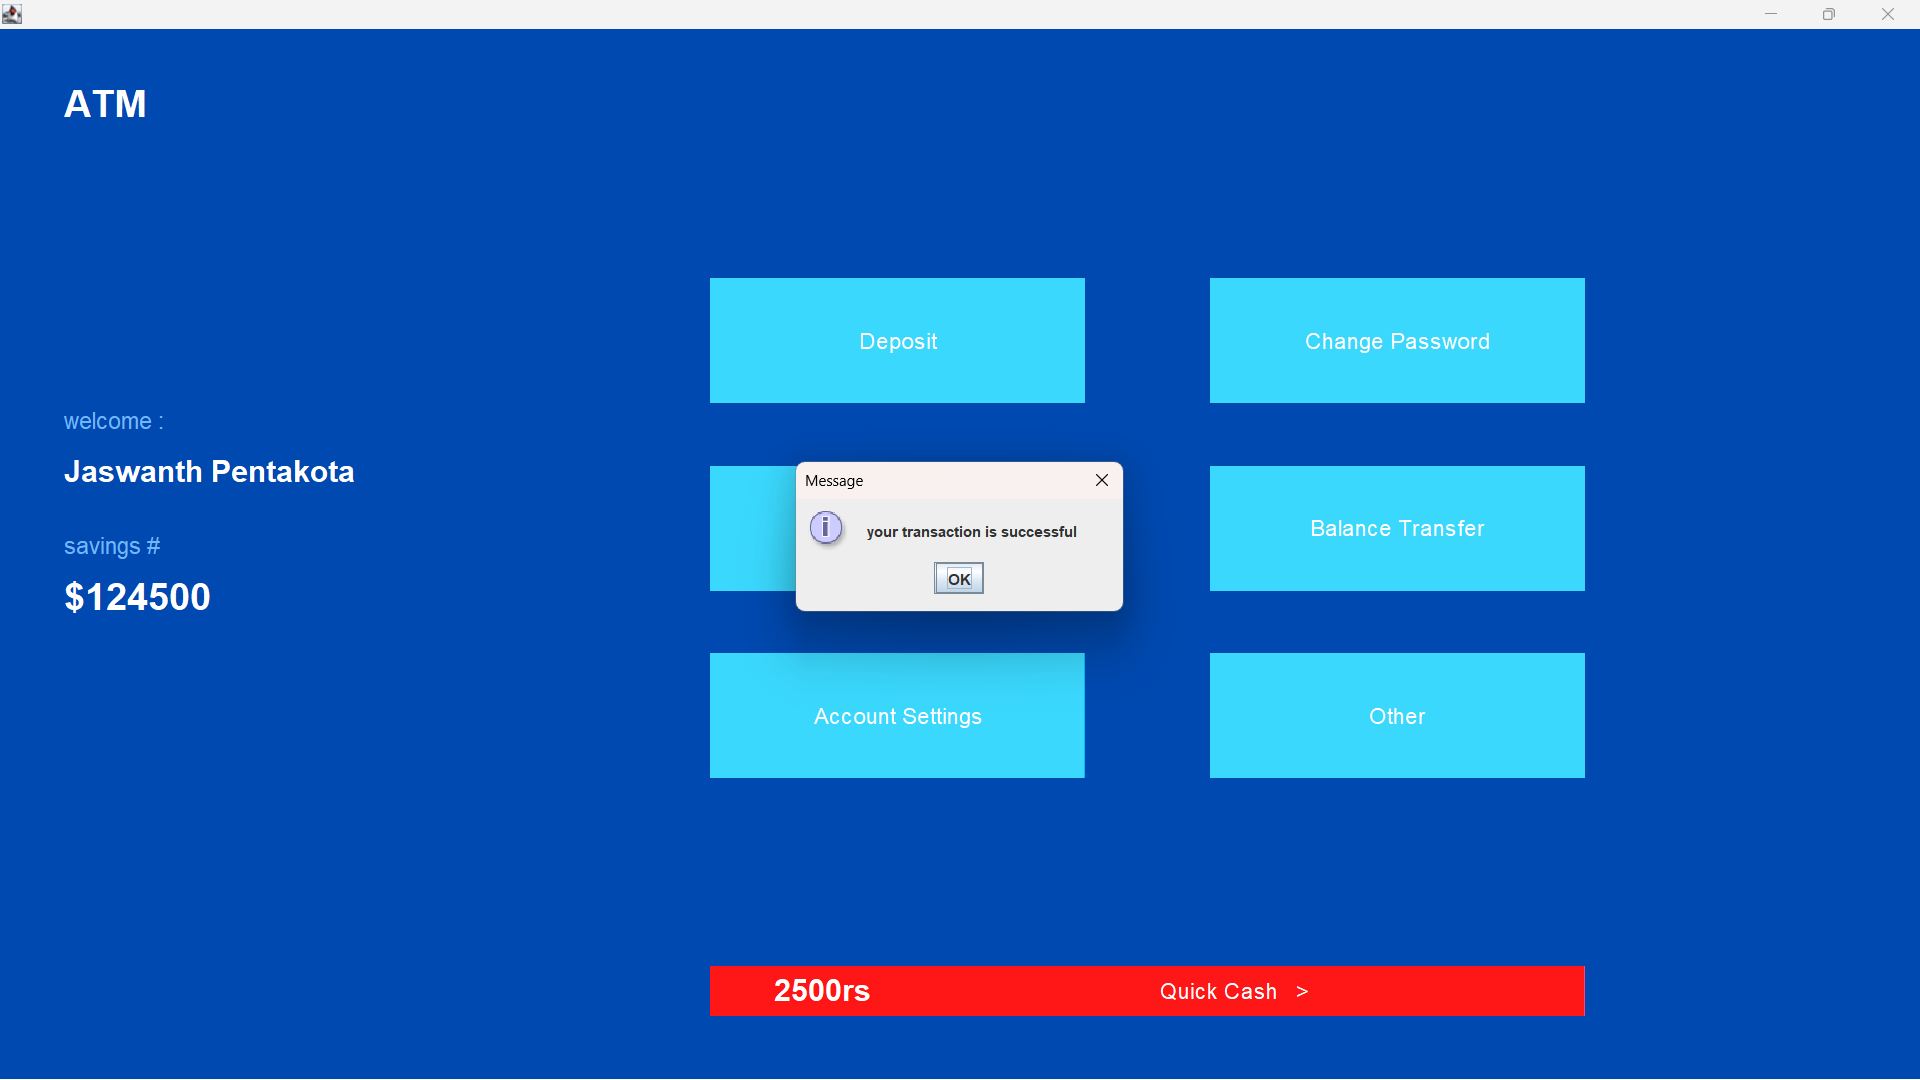 ATM
Deposit
Change Password
welcome :
Jaswanth Pentakota
Message
your transaction is successful
OK
Balance Transfer
savings #
$124500
Account Settings
Other
2500rs
Quick Cash >